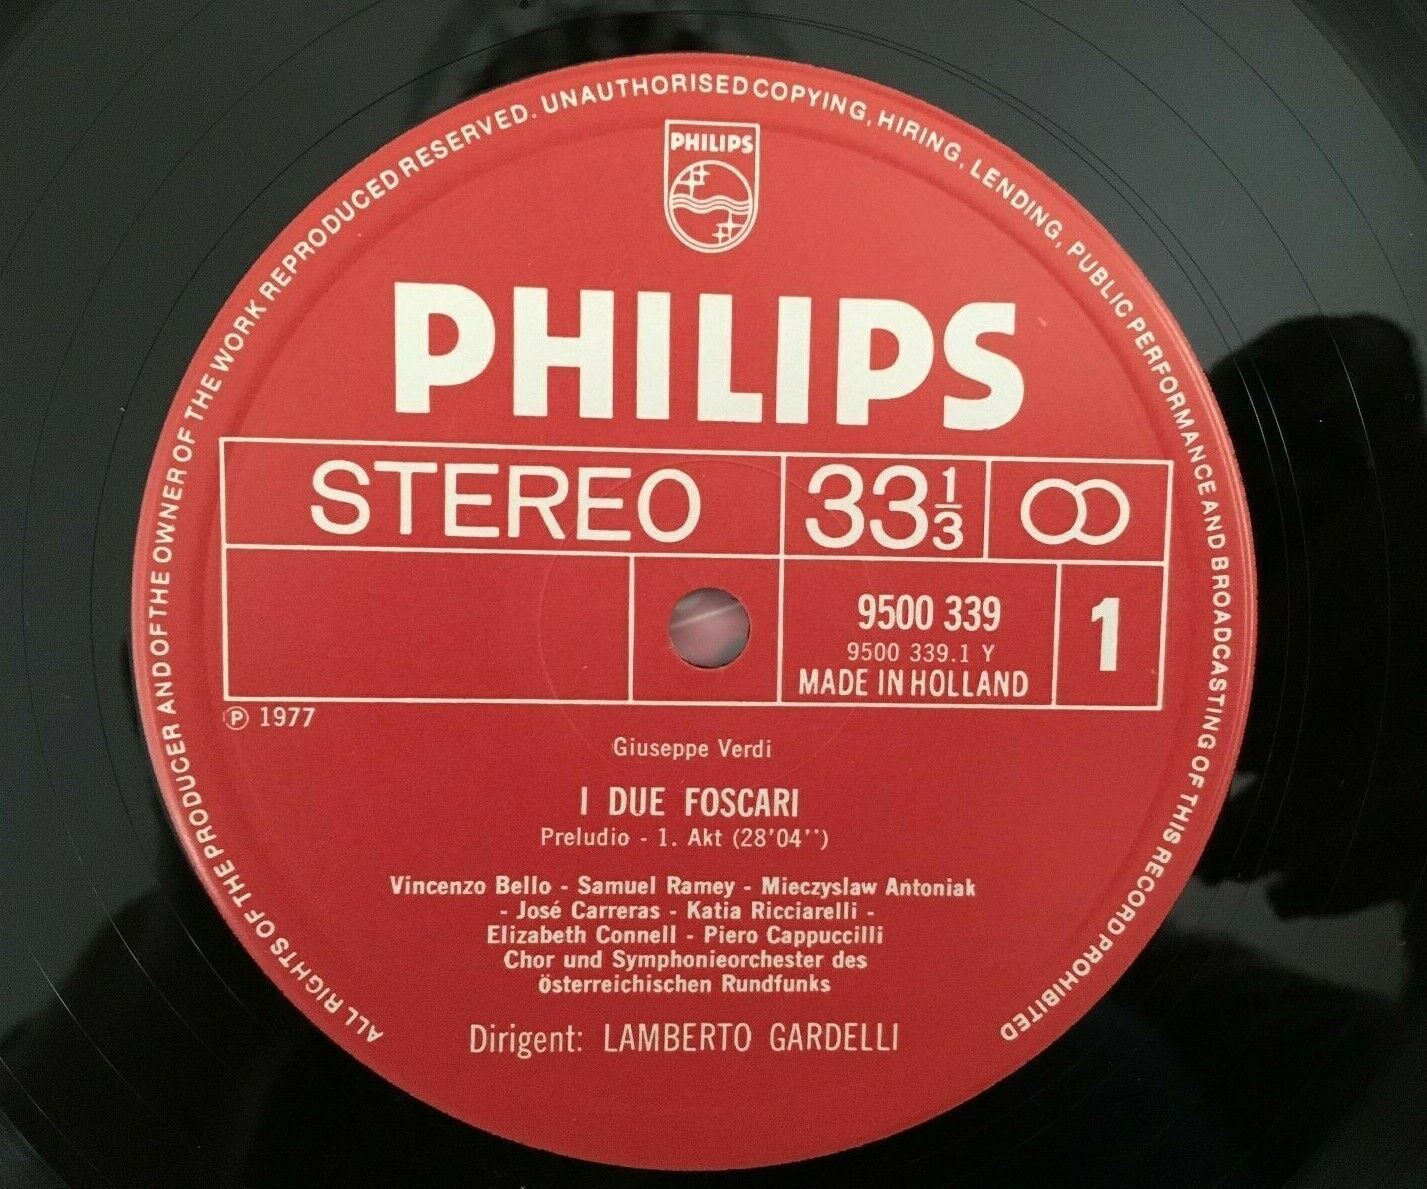 ALL RIGHTS OF THE PRODUCER AND OF THE OWNER OF THE WORK REPRODUCED RESERVED. UNAUTHORISED COPYING, HIRING, LENDING, PUBLIC PERFORMANCE AND BROADCASTING OF THIS RECORD PROHIBITED
PHILIPS
PHILIPS
STEREO 33 1/3
9500 339
9500 339.1 Y
MADE IN HOLLAND
1
℗ 1977
Giuseppe Verdi
I DUE FOSCARI
Preludio - 1. Akt (28'04'')
Vincenzo Bello - Samuel Ramey - Mieczyslaw Antoniak
- José Carreras - Katia Ricciarelli -
Elizabeth Connell - Piero Cappuccilli
Chor und Symphonieorchester des
österreichischen Rundfunks
Dirigent: LAMBERTO GARDELLI